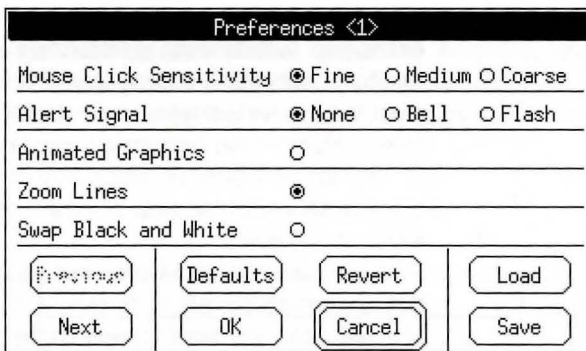 Preferences <1>
Mouse Click Sensitivity Fine Medium Coarse
Alert Signal None Bell Flash
Animated Graphics
Zoom Lines
Swap Black and White
Previous Defaults Revert Load
Next OK Cancel Save